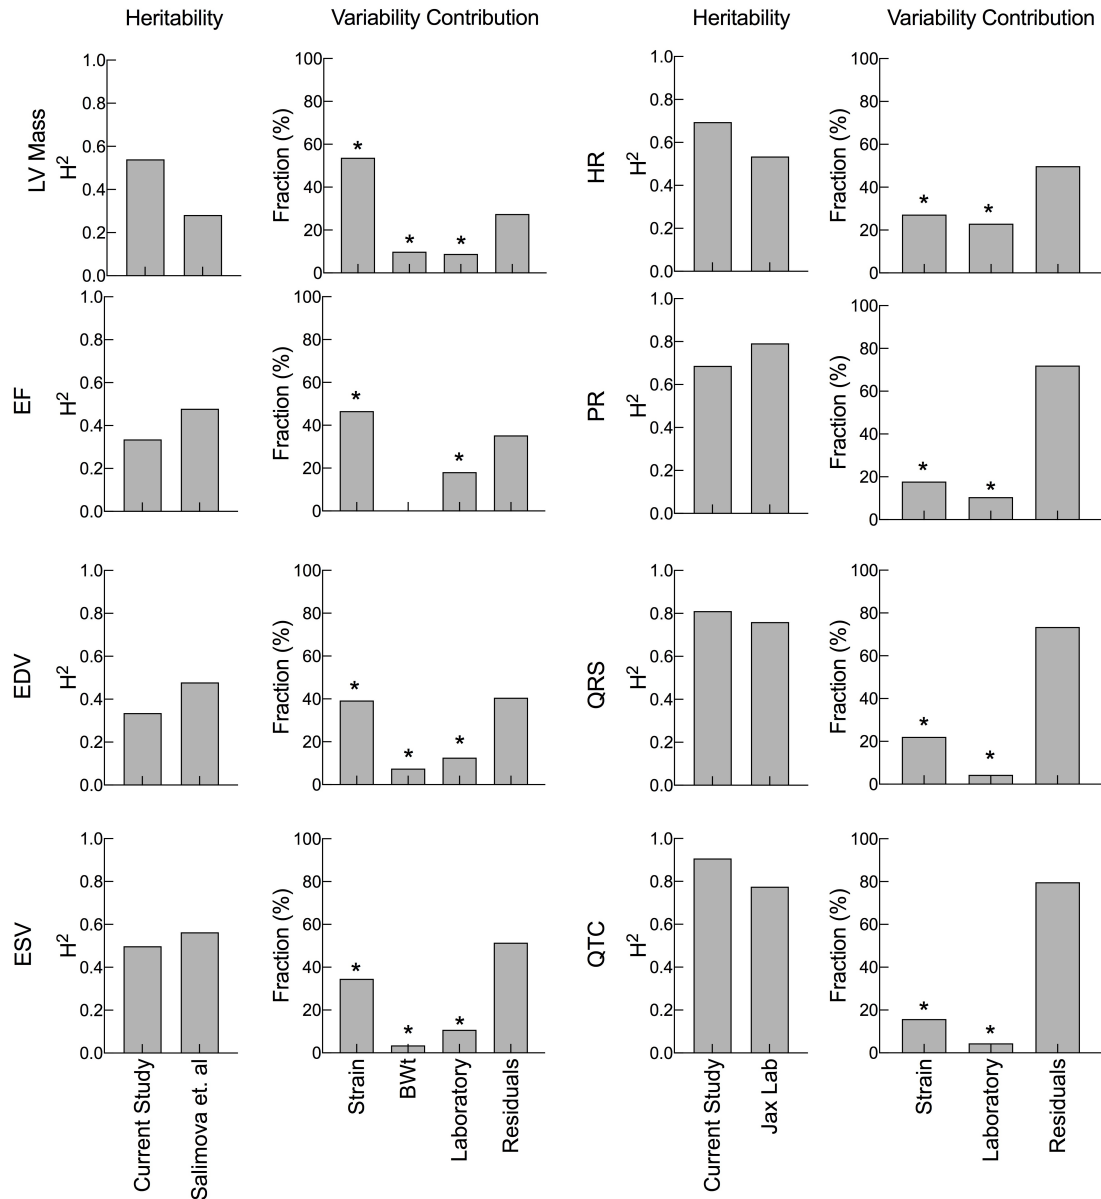 Heritability
Variability Contribution
Heritability
Variability Contribution
LV Mass
H2
1.0
0.8
0.6
0.4
0.2
0.0
Fraction (%)
100
80
60
40
20
0
*
*
*
HR
H2
1.0
0.8
0.6
0.4
0.2
0.0
Fraction (%)
100
80
60
40
20
0
*
*
EF
H2
1.0
0.8
0.6
0.4
0.2
0.0
Fraction (%)
100
80
60
40
20
0
*
*
PR
H2
1.0
0.8
0.6
0.4
0.2
0.0
Fraction (%)
100
80
60
40
20
0
*
*
EDV
H2
1.0
0.8
0.6
0.4
0.2
0.0
Fraction (%)
100
80
60
40
20
0
*
*
*
QRS
H2
1.0
0.8
0.6
0.4
0.2
0.0
Fraction (%)
100
80
60
40
20
0
*
*
ESV
H2
1.0
0.8
0.6
0.4
0.2
0.0
Current Study
Salimova et. al
Fraction (%)
100
80
60
40
20
0
*
*
*
Strain
BWt
Laboratory
Residuals
QTC
H2
1.0
0.8
0.6
0.4
0.2
0.0
Current Study
Jax Lab
Fraction (%)
100
80
60
40
20
0
*
*
Strain
Laboratory
Residuals